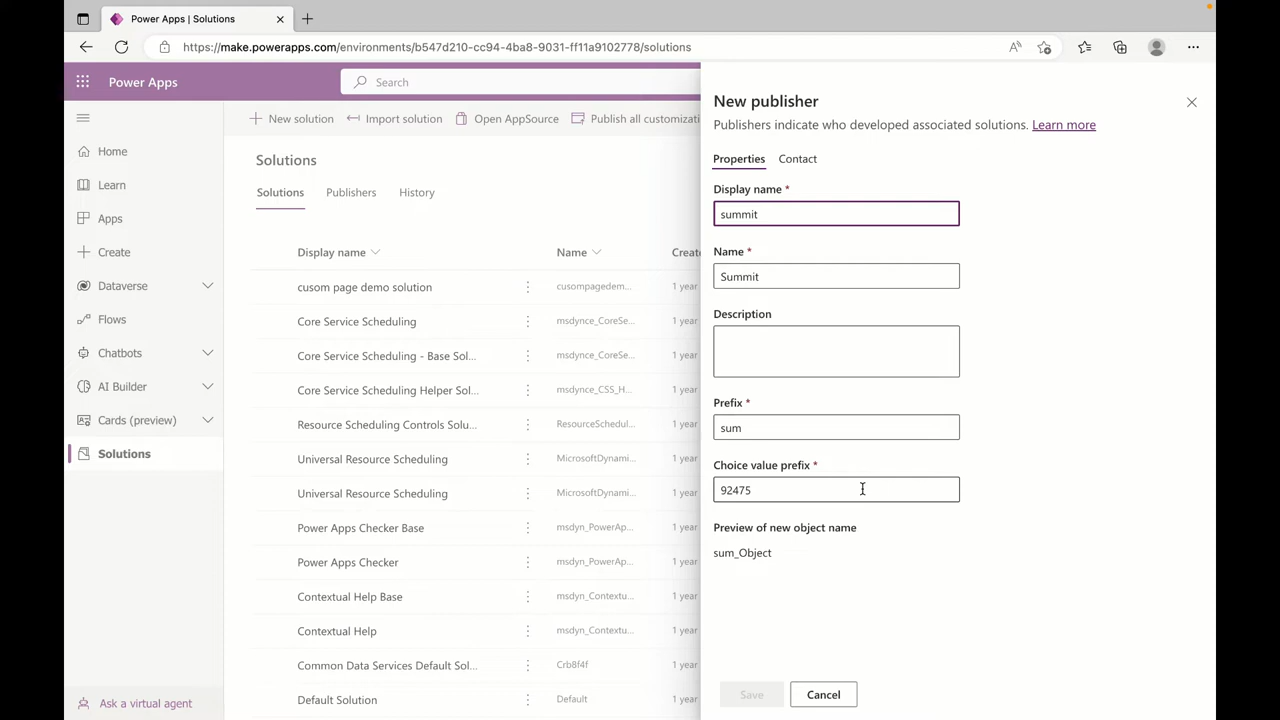 Power Apps | Solutions
https://make.powerapps.com/environments/b547d210-cc94-4ba8-9031-ff11a9102778/solutions
Power Apps
Search
Home
Learn
Apps
Create
Dataverse
Flows
Chatbots
AI Builder
Cards (preview)
Solutions
Ask a virtual agent
New solution
Import solution
Open AppSource
Publish all customizati
Solutions
Solutions
Publishers
History
Display name
Name
Create
cusom page demo solution
cusompagedem...
1 year
Core Service Scheduling
msdynce_CoreSe...
1 year
Core Service Scheduling - Base Sol...
msdynce_CoreSe...
1 year
Core Service Scheduling Helper Sol...
msdynce_CSS_H...
1 year
Resource Scheduling Controls Solu...
ResourceSchedul...
1 year
Universal Resource Scheduling
MicrosoftDynami...
1 year
Universal Resource Scheduling
MicrosoftDynami...
1 year
Power Apps Checker Base
msdyn_PowerAp...
1 year
Power Apps Checker
msdyn_PowerAp...
1 year
Contextual Help Base
msdyn_Contextu...
1 year
Contextual Help
msdyn_Contextu...
1 year
Common Data Services Default Sol...
Crb8f4f
1 year
Default Solution
Default
1 year
New publisher
Publishers indicate who developed associated solutions. Learn more
Properties
Contact
Display name *
summit
Name *
Summit
Description
Prefix *
sum
Choice value prefix *
92475
Preview of new object name
sum_Object
Save
Cancel